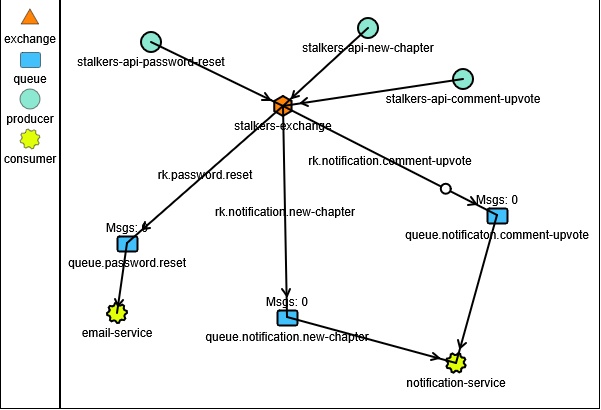 exchange
queue
producer
consumer
stalkers-api-password-reset
stalkers-api-new-chapter
stalkers-api-comment-upvote
stalkers-exchange
rk.notification.comment-upvote
rk.password.reset
rk.notification.new-chapter
Msgs: 0
queue.notificaton.comment-upvote
Msgs: 0
queue.password.reset
Msgs: 0
queue.notification.new-chapter
email-service
notification-service